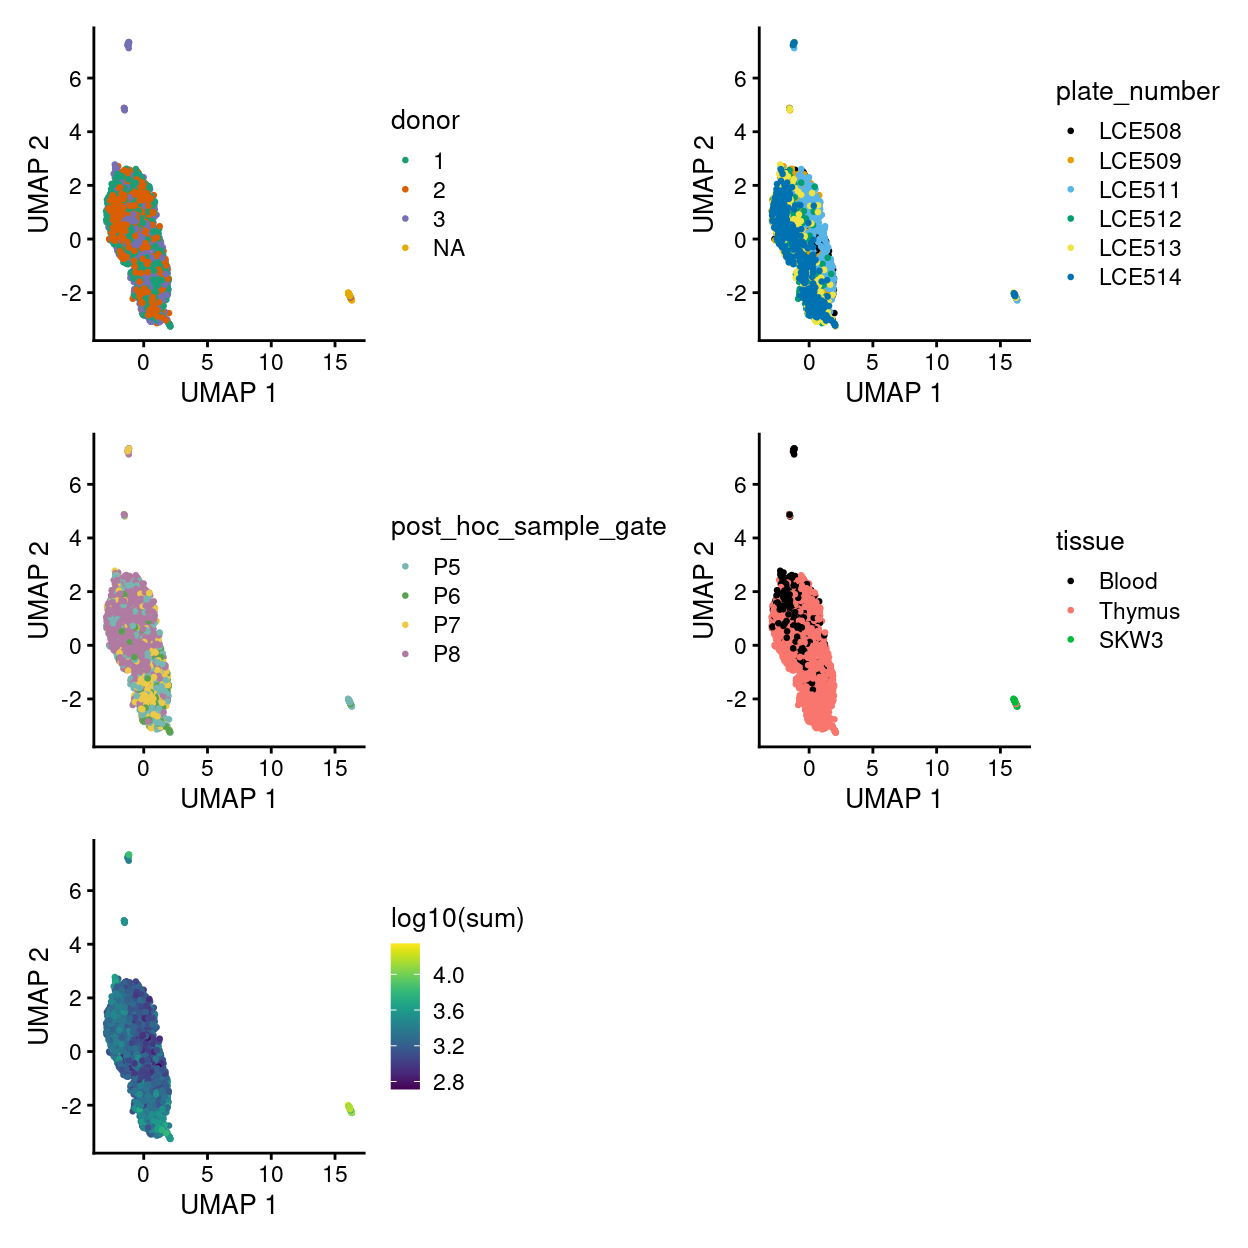 6
4
2
0
-2
UMAP 2
0 5 10 15
UMAP 1
donor
1
2
3
NA
6
4
2
0
-2
UMAP 2
0 5 10 15
UMAP 1
plate_number
LCE508
LCE509
LCE511
LCE512
LCE513
LCE514
6
4
2
0
-2
UMAP 2
0 5 10 15
UMAP 1
post_hoc_sample_gate
P5
P6
P7
P8
6
4
2
0
-2
UMAP 2
0 5 10 15
UMAP 1
tissue
Blood
Thymus
SKW3
6
4
2
0
-2
UMAP 2
0 5 10 15
UMAP 1
log10(sum)
4.0
3.6
3.2
2.8